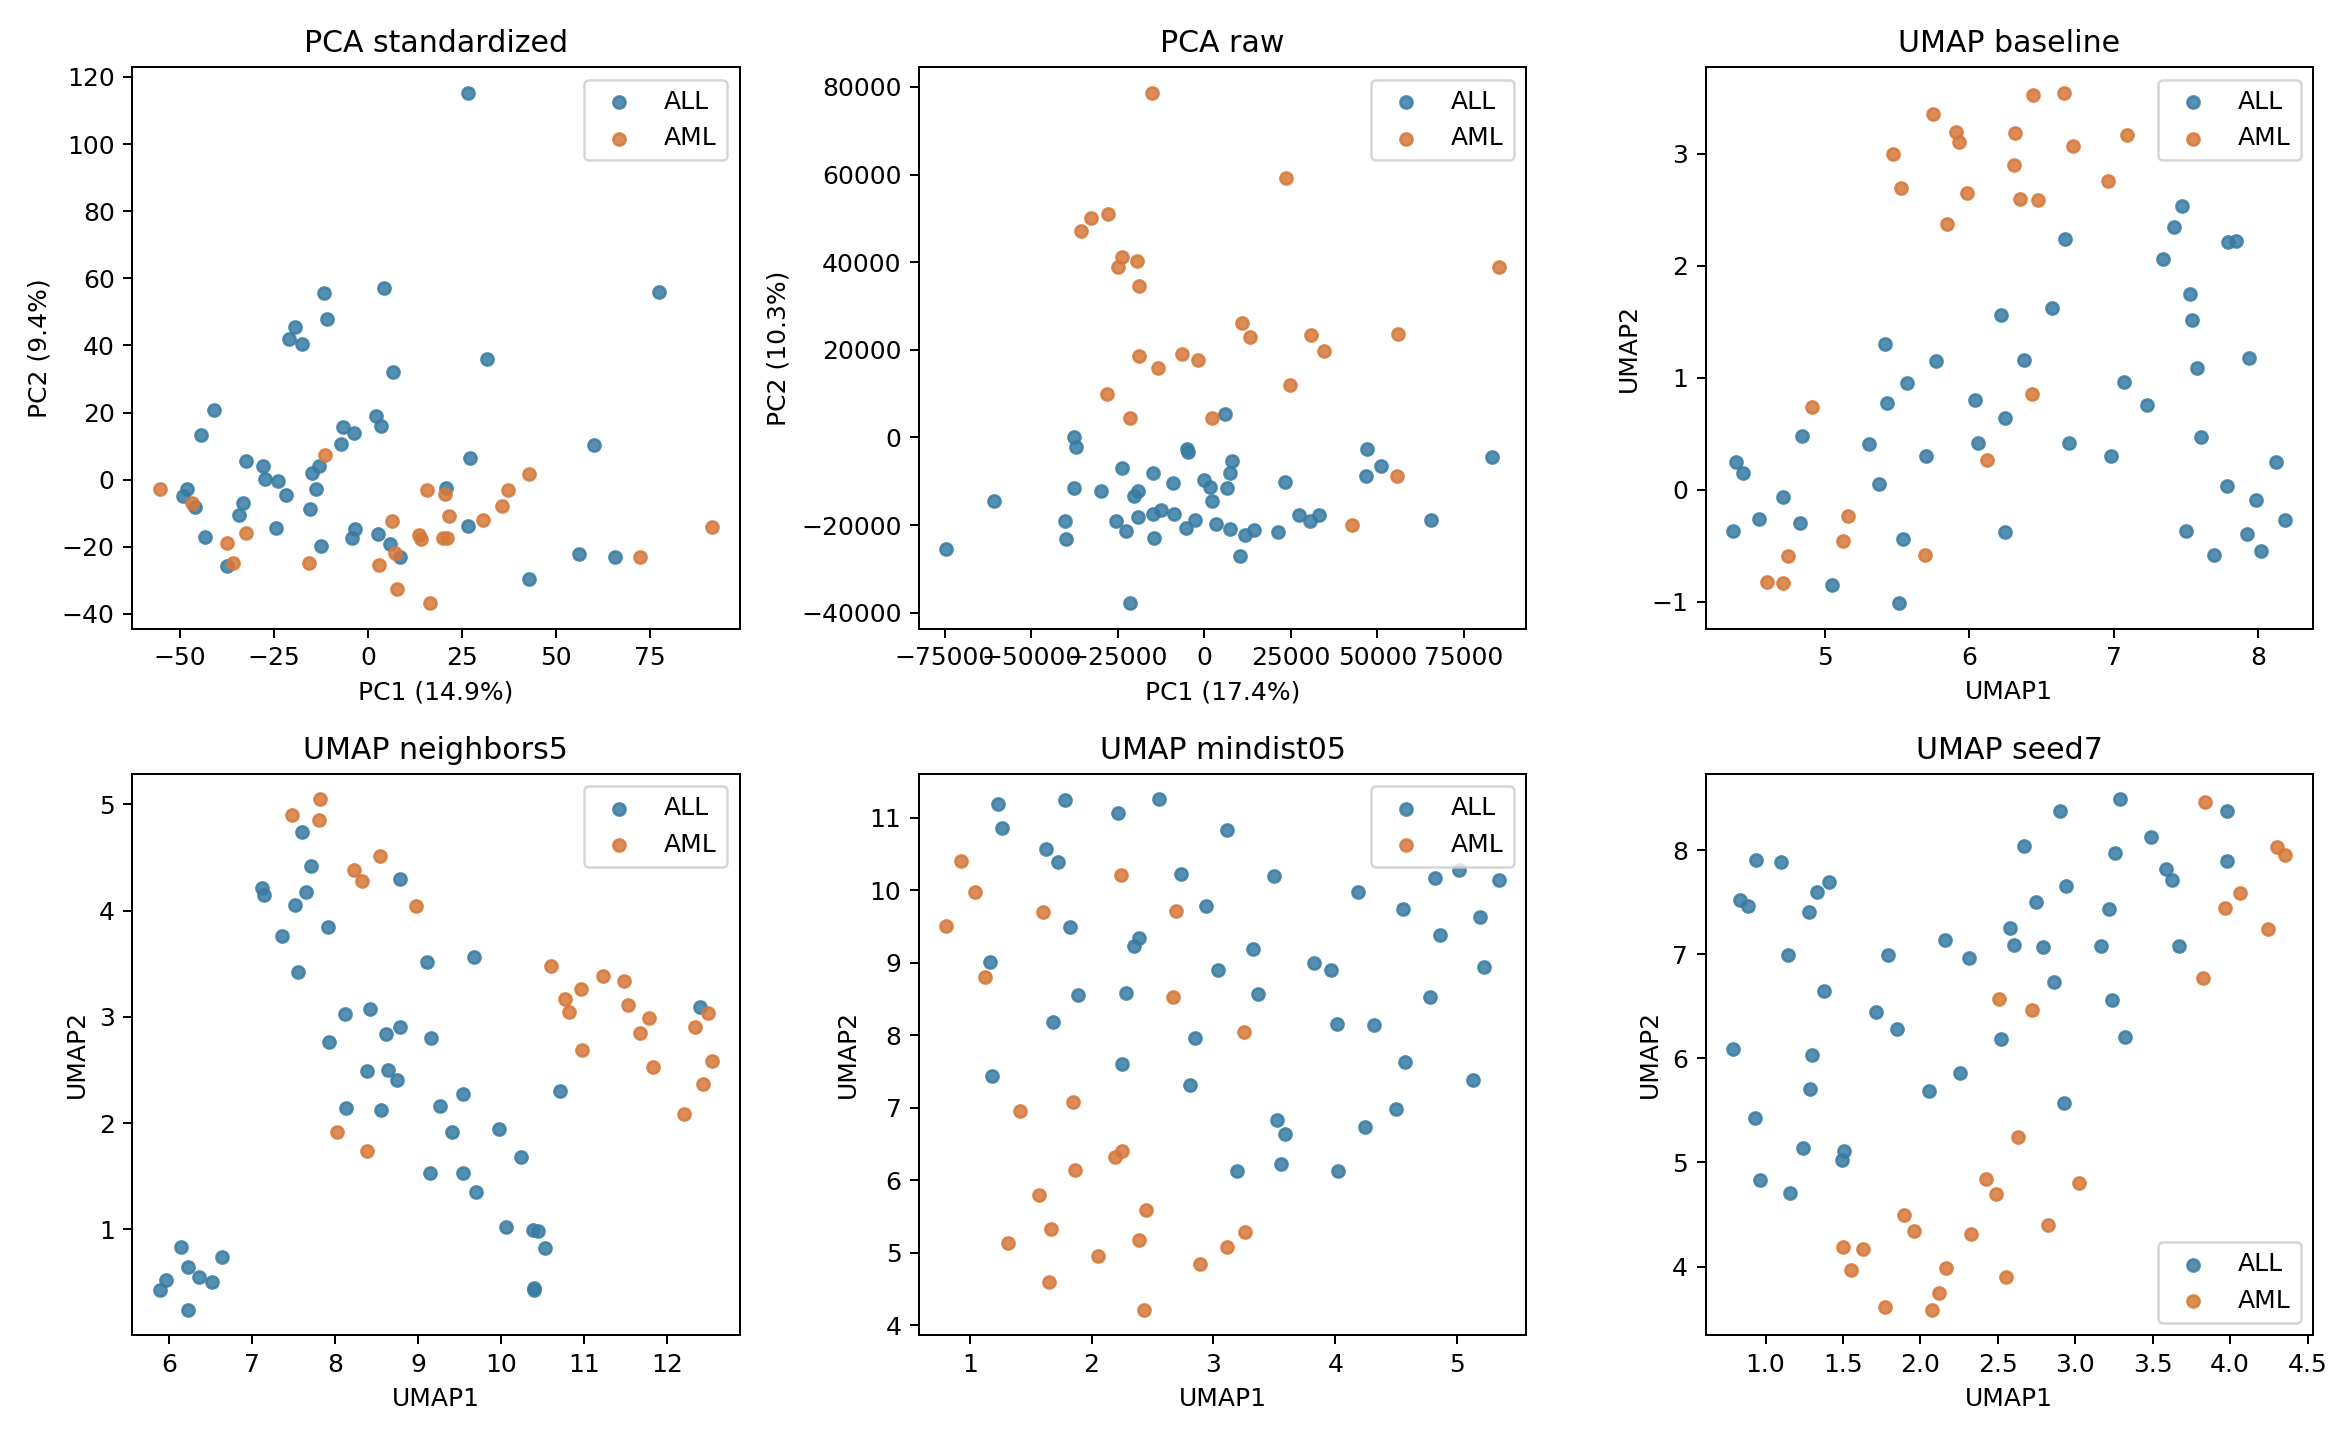 PCA standardized
PC2 (9.4%)
120
100
80
60
40
20
0
−20
−40
ALL
AML
−50
−25
0
25
50
75
PC1 (14.9%)
PCA raw
PC2 (10.3%)
80000
60000
40000
20000
0
−20000
−40000
ALL
AML
−75000
−50000
−25000
0
25000
50000
75000
PC1 (17.4%)
UMAP baseline
UMAP2
3
2
1
0
−1
ALL
AML
5
6
7
8
UMAP1
UMAP neighbors5
UMAP2
5
4
3
2
1
ALL
AML
6
7
8
9
10
11
12
UMAP1
UMAP mindist05
UMAP2
11
10
9
8
7
6
5
4
ALL
AML
1
2
3
4
5
UMAP1
UMAP seed7
UMAP2
8
7
6
5
4
ALL
AML
1.0
1.5
2.0
2.5
3.0
3.5
4.0
4.5
UMAP1